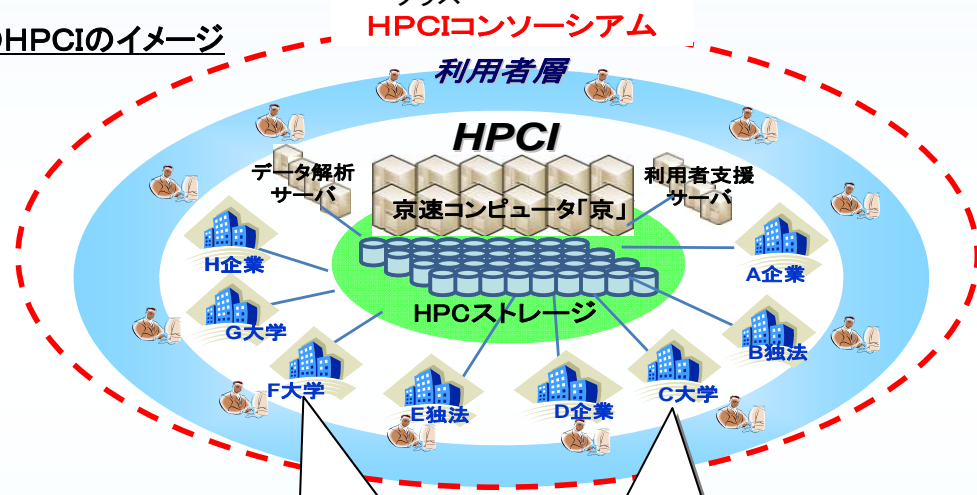 HPCIのイメージ
HPCIコンソーシアム
利用者層
HPCI
データ解析
サーバ
利用者支援
サーバ
京速コンピュータ「京」
H企業
A企業
HPCストレージ
G大学
B独法
F大学
E独法
D企業
C大学